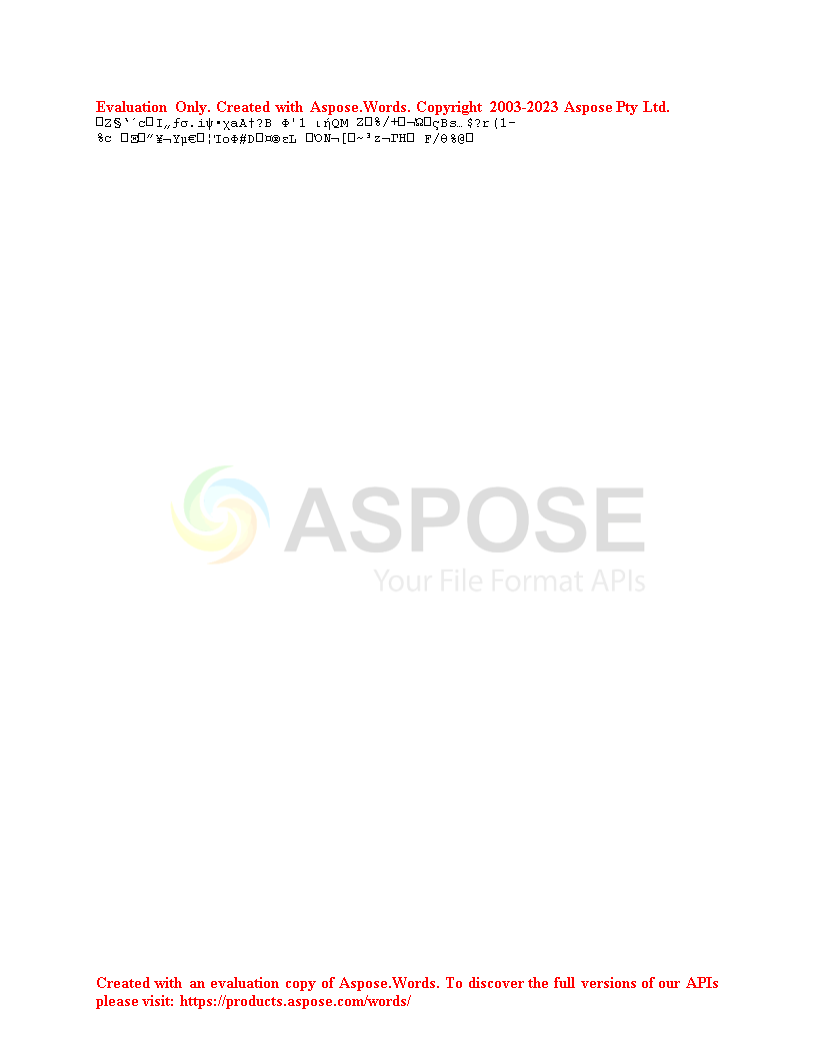 Evaluation Only. Created with Aspose.Words. Copyright 2003-2023 Aspose Pty Ltd.
□Z§‛΄c□I„ƒσ.iψ•χaA†?B Φ'1 ιήQM Z□%/+□¬Ώ□ςBs…$?r(1-
%c □☒□”¥¬Yµ€□¦Ίo#D□¤®εL □ΌN¬[□~³z¬ΓH□ F/θ%@□
ASPOSE
Your File Format APIs
Created with an evaluation copy of Aspose.Words. To discover the full versions of our APIs
please visit: https://products.aspose.com/words/